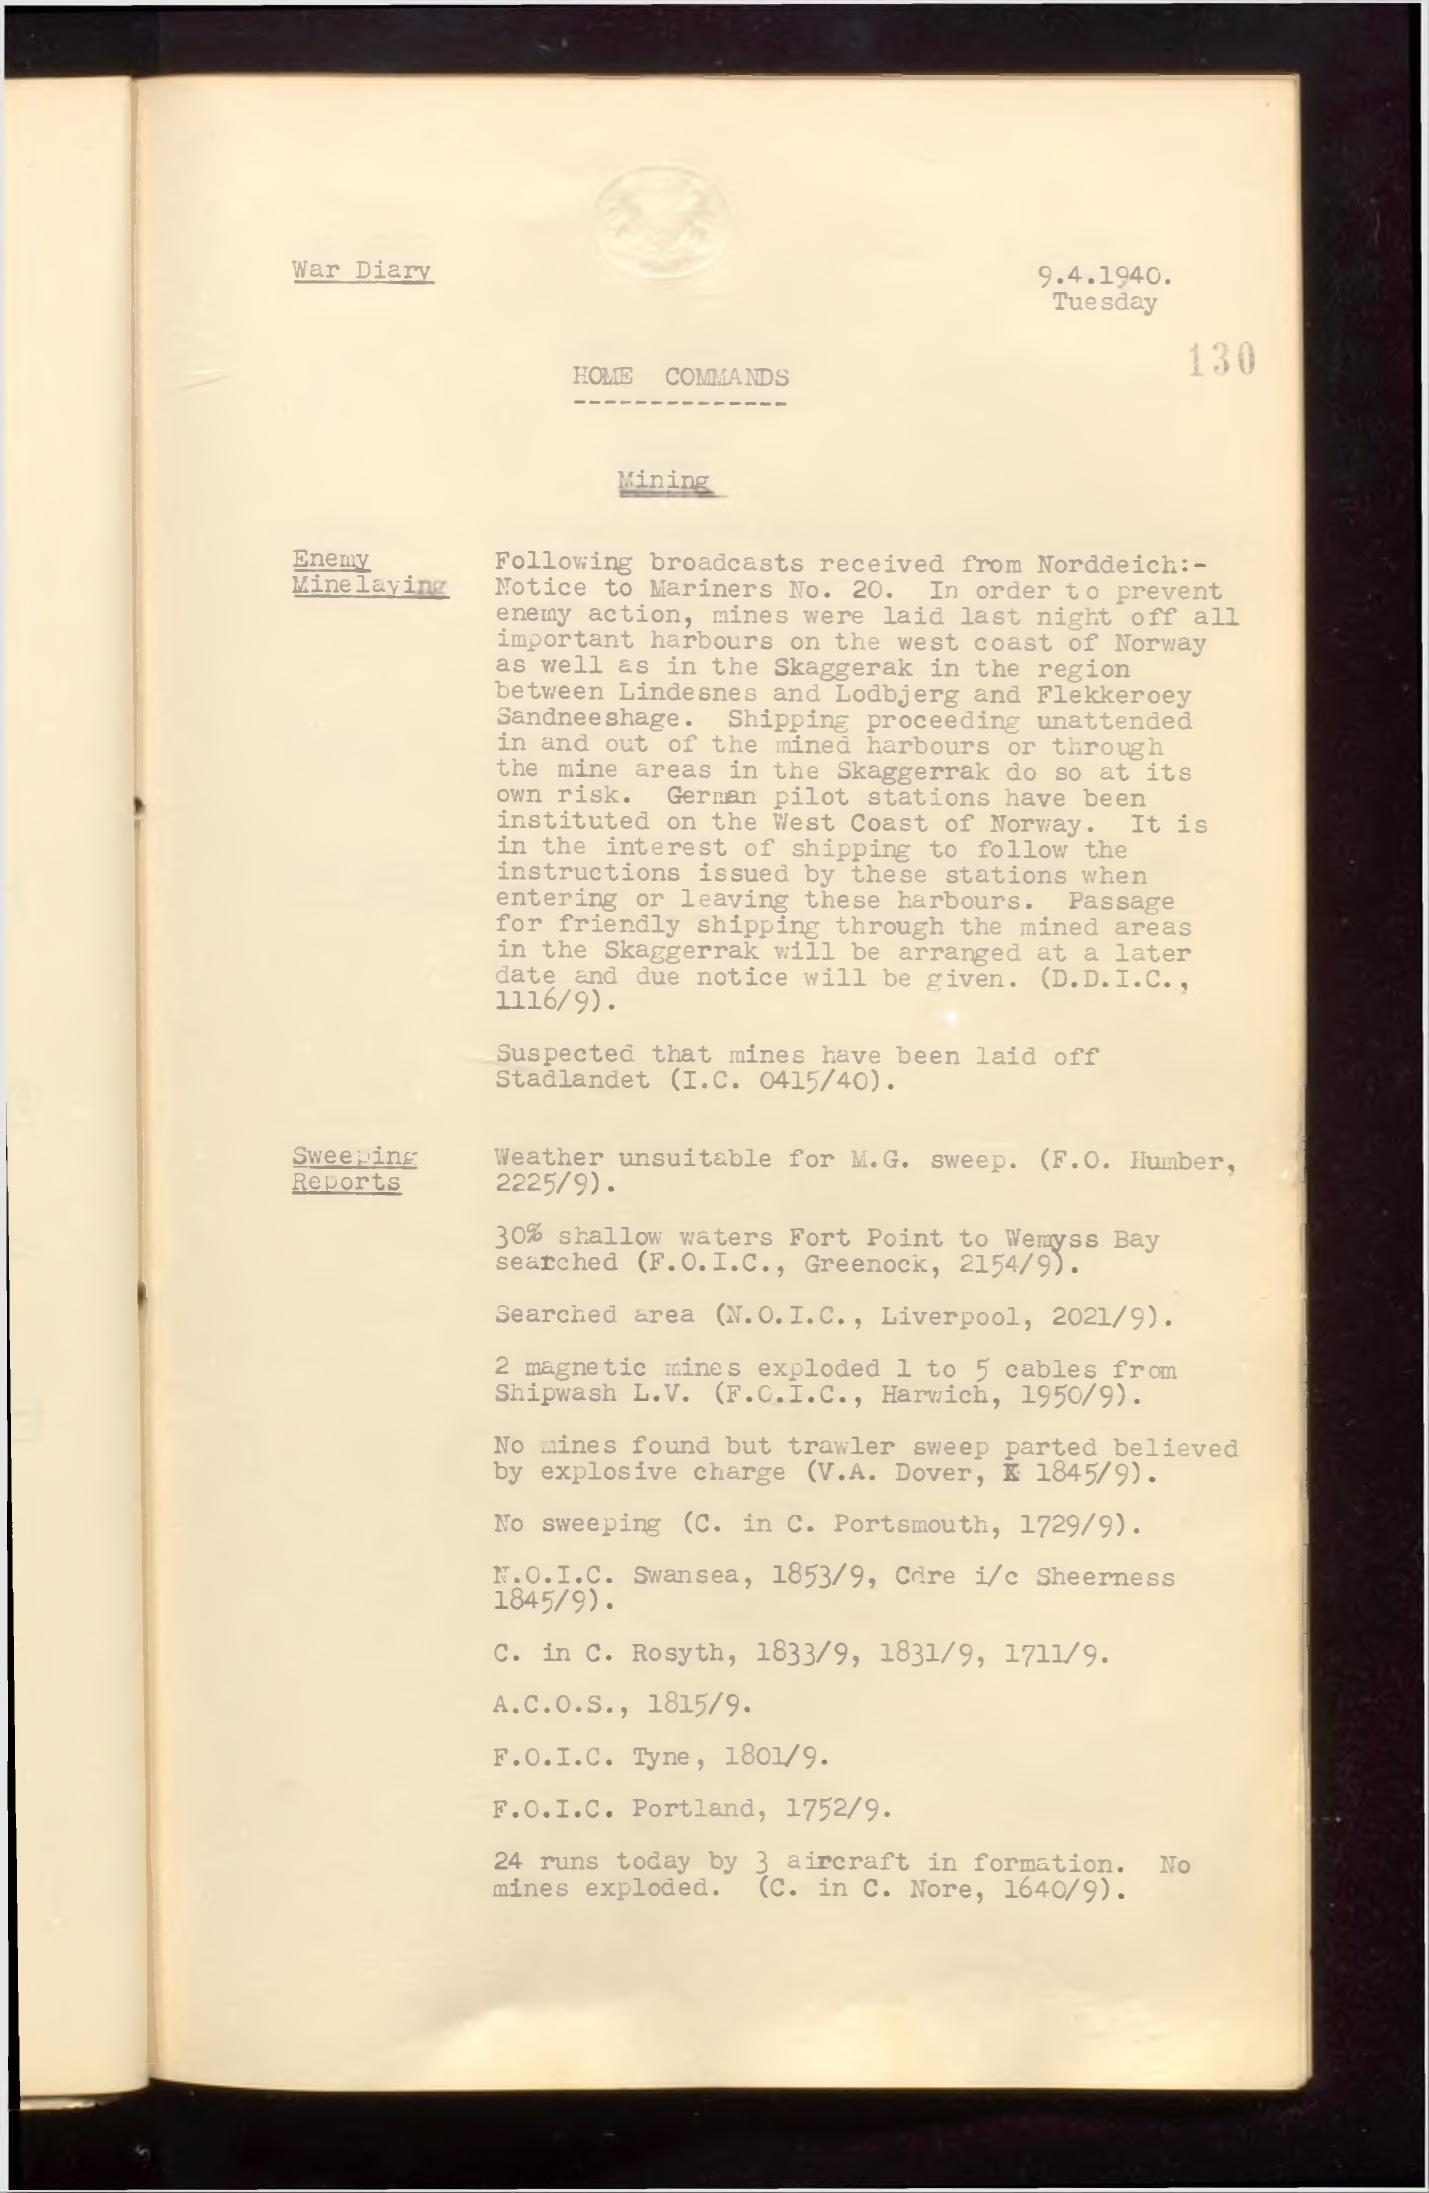 War Diary
9.4.1940.
Tuesday
130
HOME COMMANDS
---------------
Mining
Enemy
Minelaying
Following broadcasts received from Norddeich:-
Notice to Mariners No. 20. In order to prevent
enemy action, mines were laid last night off all
important harbours on the west coast of Norway
as well as in the Skaggerak in the region
between Lindesnes and Lodbjerg and Flekkeroey
Sandneeshage. Shipping proceeding unattended
in and out of the mined harbours or through
the mine areas in the Skaggerrak do so at its
own risk. German pilot stations have been
instituted on the West Coast of Norway. It is
in the interest of shipping to follow the
instructions issued by these stations when
entering or leaving these harbours. Passage
for friendly shipping through the mined areas
in the Skaggerrak will be arranged at a later
date and due notice will be given. (D.D.I.C.,
1116/9).
Suspected that mines have been laid off
Stadlandet (I.C. 0415/40).
Sweeping
Reports
Weather unsuitable for M.G. sweep. (F.O. Humber,
2225/9).
30% shallow waters Fort Point to Wemyss Bay
searched (F.O.I.C., Greenock, 2154/9).
Searched area (N.O.I.C., Liverpool, 2021/9).
2 magnetic mines exploded 1 to 5 cables from
Shipwash L.V. (F.O.I.C., Harwich, 1950/9).
No mines found but trawler sweep parted believed
by explosive charge (V.A. Dover, 1845/9).
No sweeping (C. in C. Portsmouth, 1729/9).
N.O.I.C. Swansea, 1853/9, Cdre i/c Sheerness
1845/9).
C. in C. Rosyth, 1833/9, 1831/9, 1711/9.
A.C.O.S., 1815/9.
F.O.I.C. Tyne, 1801/9.
F.O.I.C. Portland, 1752/9.
24 runs today by 3 aircraft in formation. No
mines exploded. (C. in C. Nore, 1640/9).